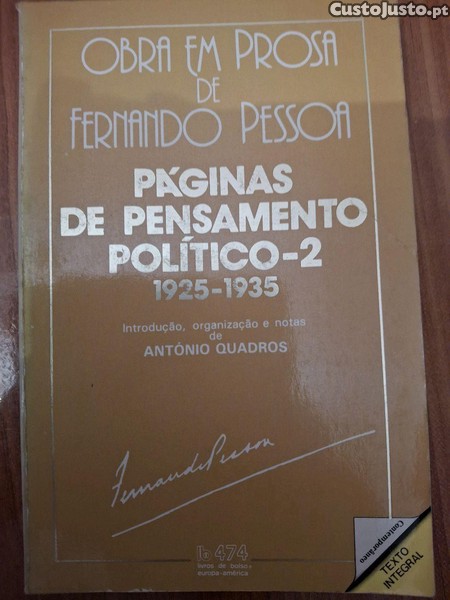 CustoJusto.pt
OBRA EM PROSA
DE
FERNANDO PESSOA
PÁGINAS
DE PENSAMENTO
POLÍTICO-2
1925-1935
Introdução, organização e notas
de
ANTÓNIO QUADROS
Fernando Pessoa
lb 474
livros de bolso
europa-américa
Contemporâneo
TEXTO
INTEGRAL